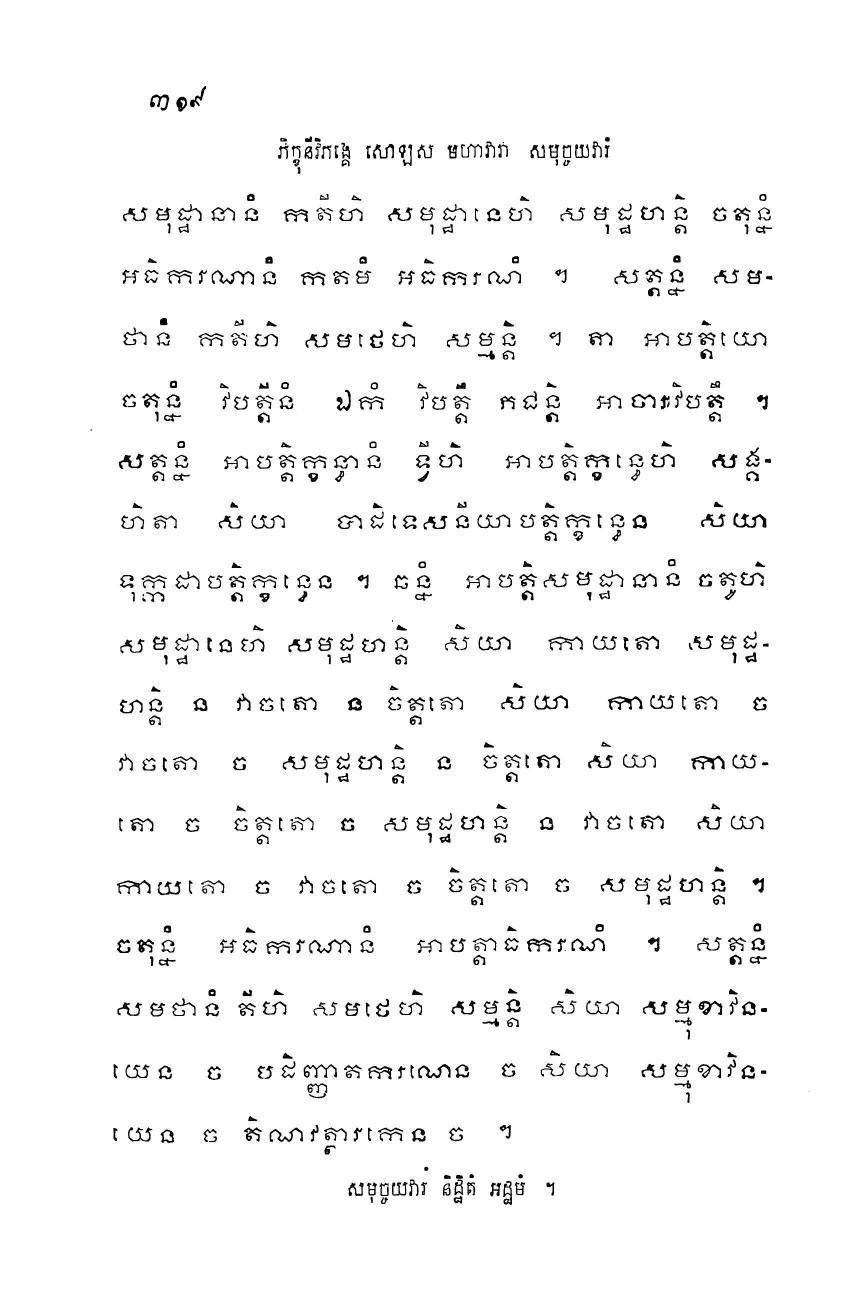 ៣១៩
ភិក្ខុនីវិភង្គេ សោឡស មហាវារា សមុច្ចយវារំ
សមុដ្ឋានានំ កតីហិ សមុដ្ឋានេហិ សមុដ្ឋហន្តិ ចតុន្នំ
អធិករណានំ កតមំ អធិករណំ ។ សត្តន្នំ សម-
ថានំ កតីហិ សមថេហិ សម្មន្តិ ។ តា អាបត្តិយោ
ចតុន្នំ វិបត្តីនំ ឯកំ វិបត្តឹ ភជន្តិ អាចារវិបត្តឹ ។
សត្តន្នំ អាបត្តិក្ខន្ធានំ ទ្វីហិ អាបត្តិក្ខន្ធេហិ សង្គ-
ហិតា សិយា បាដិទេសនីយាបត្តិក្ខន្ធេន សិយា
ទុក្កដាបត្តិក្ខន្ធេន ។ ឆន្នំ អាបត្តិសមុដ្ឋានានំ ចតូហិ
សមុដ្ឋានេហិ សមុដ្ឋហន្តិ សិយា កាយតោ សមុដ្ឋ-
ហន្តិ ន វាចតោ ន ចិត្តតោ សិយា កាយតោ ច
វាចតោ ច សមុដ្ឋហន្តិ ន ចិត្តតោ សិយា កាយ-
តោ ច ចិត្តតោ ច សមុដ្ឋហន្តិ ន វាចតោ សិយា
កាយតោ ច វាចតោ ច ចិត្តតោ ច សមុដ្ឋហន្តិ ។
ចតុន្នំ អធិករណានំ អាបត្តាធិករណំ ។ សត្តន្នំ
សមថានំ តីហិ សមថេហិ សម្មន្តិ សិយា សម្មុខាវិន-
យេន ច បដិញ្ញាតករណេន ច សិយា សម្មុខាវិន-
យេន ច តិណវត្ថារកេន ច ។
សមុច្ចយវារំ និដ្ឋិតំ អដ្ឋមំ ។